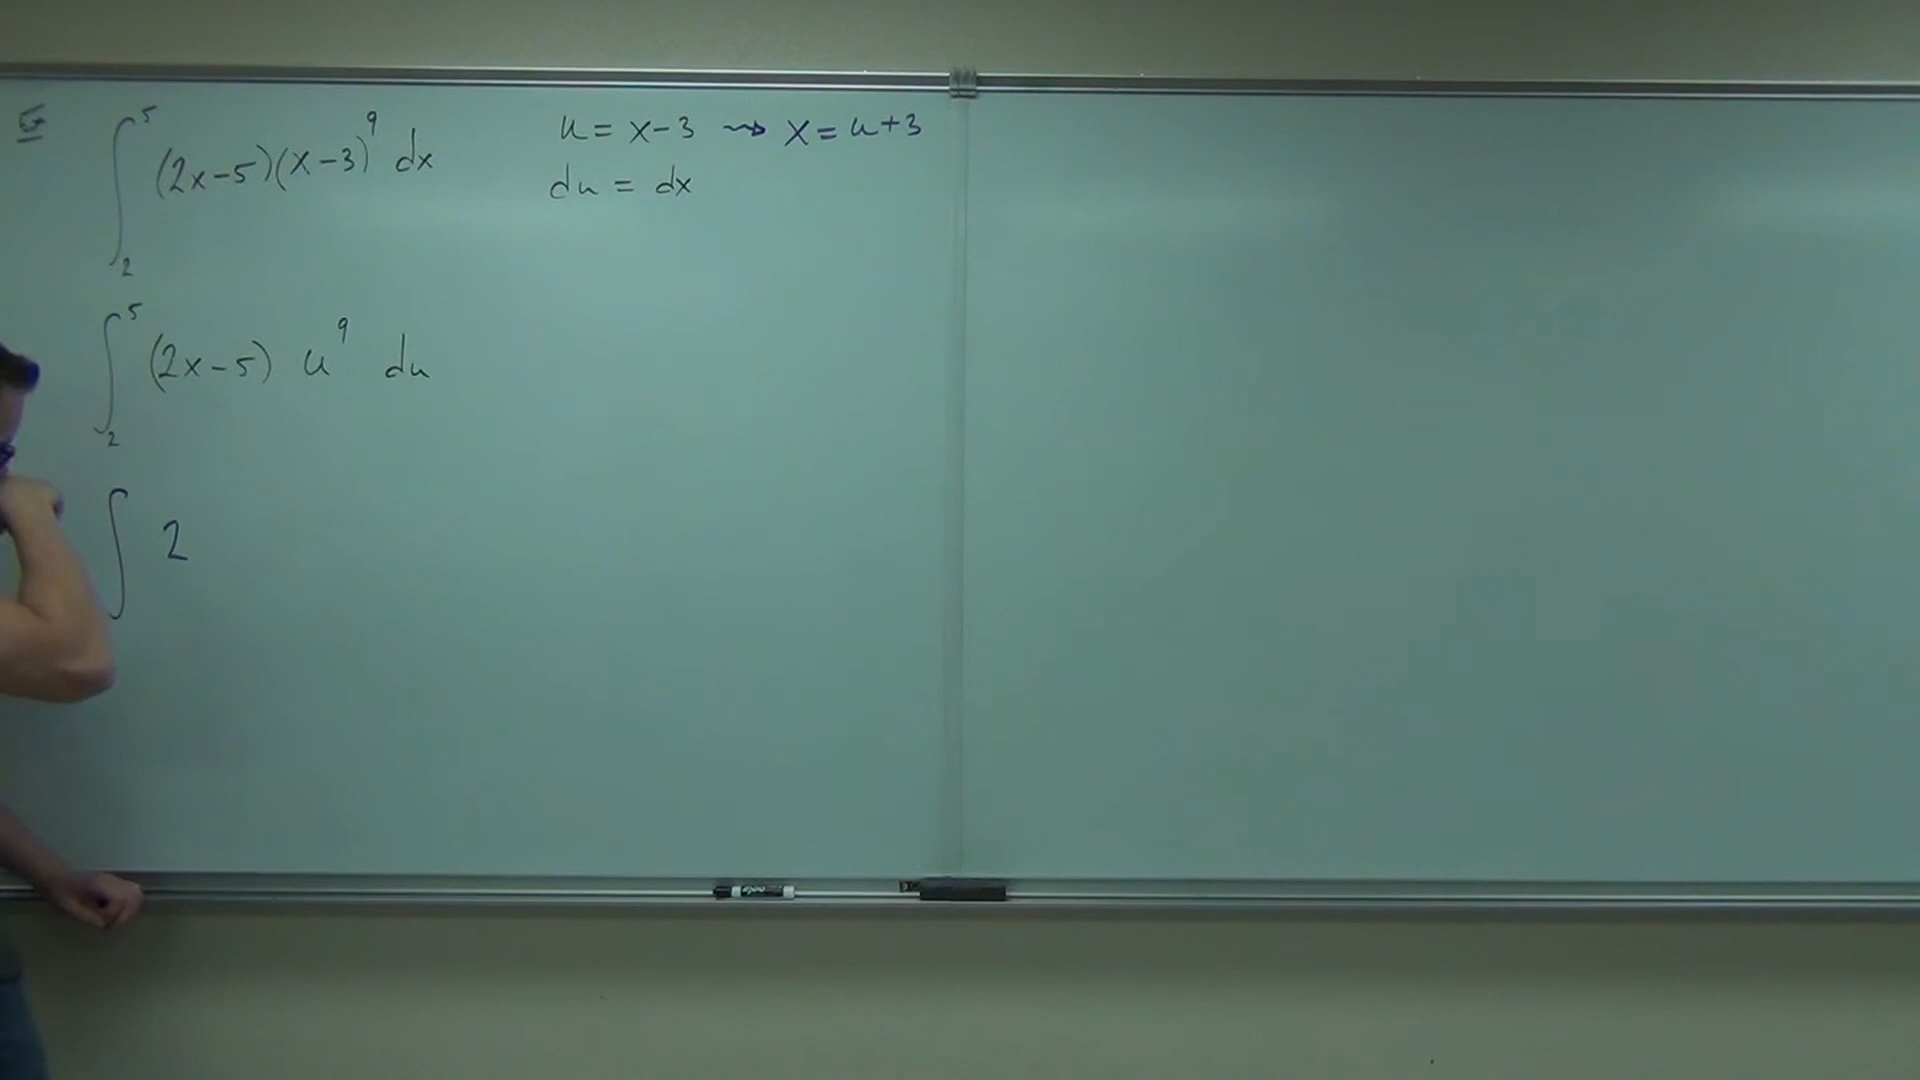 Ex ∫₂⁵ (2x-5)(x-3)⁹ dx
u = x-3 ⇝ x = u+3
du = dx
∫₂⁵ (2x-5) u⁹ du
∫ 2